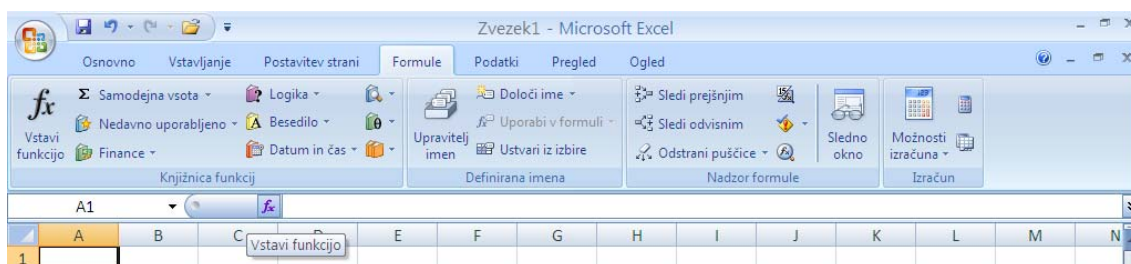 Zvezek1 - Microsoft Excel
Osnovno Vstavljanje Postavitev strani Formule Podatki Pregled Ogled
fx Vstavi funkcijo
Σ Samodejna vsota
Nedavno uporabljeno
Finance
Logika
Besedilo
Datum in čas
θ
Knjižnica funkcij
Upravitelj imen
Določi ime
Uporabi v formuli
Ustvari iz izbire
Definirana imena
Sledi prejšnjim
Sledi odvisnim
Odstrani puščice
Nadzor formule
Sledno okno
Možnosti izračuna
Izračun
A1 fx
Vstavi funkcijo
A B C D E F G H I J K L M N
1